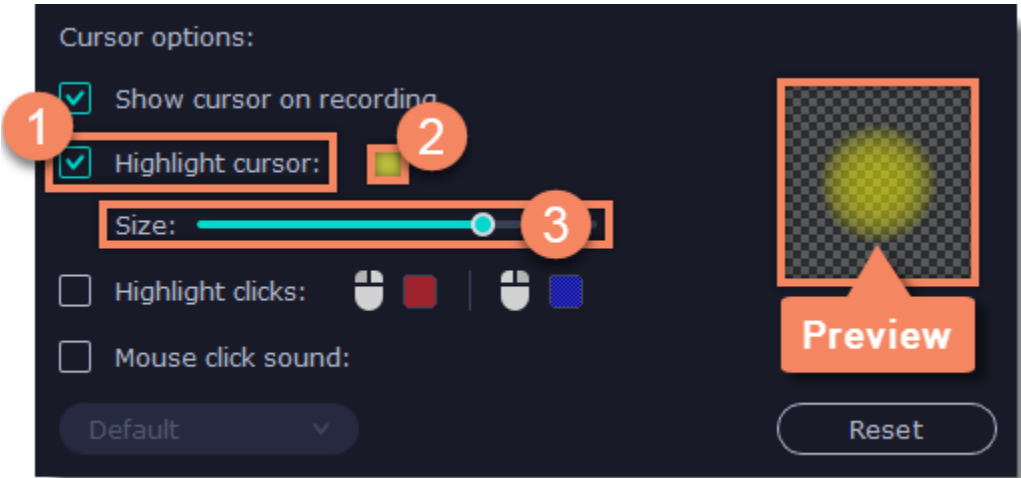 Cursor options:
Show cursor on recording
1
2
Highlight cursor:
Size:
3
Highlight clicks:
Preview
Mouse click sound:
Default
Reset